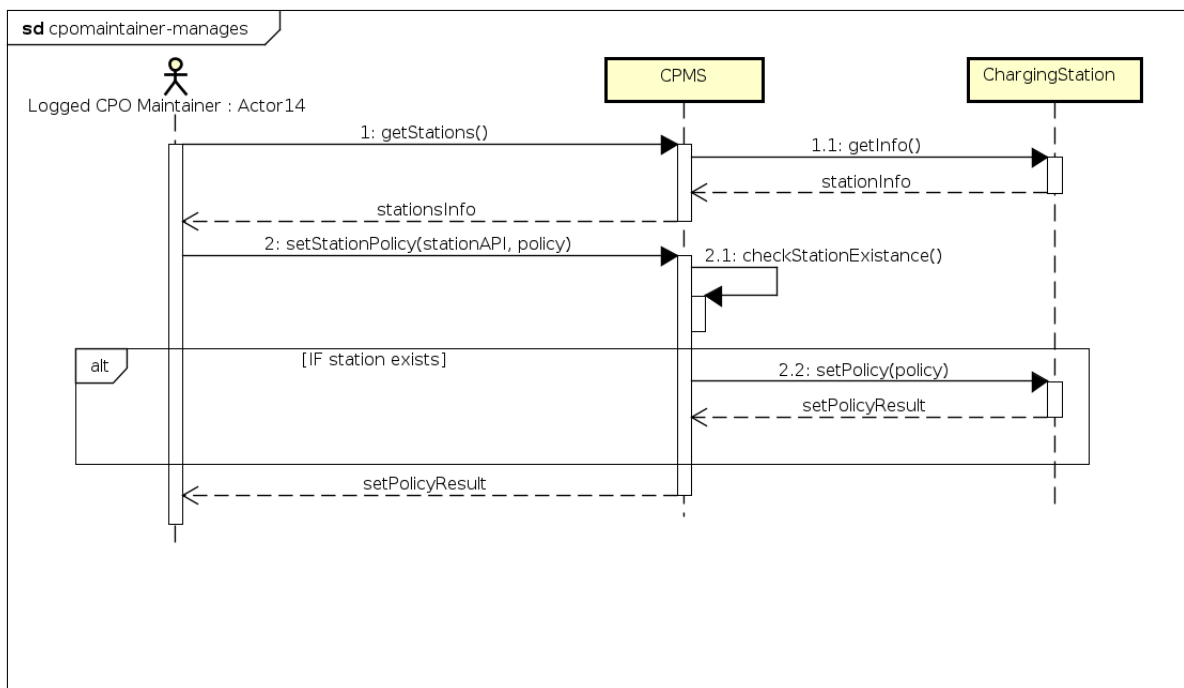 sd cpomaintainer-manages
Logged CPO Maintainer : Actor14
CPMS
ChargingStation
1: getStations()
1.1: getInfo()
stationInfo
stationsInfo
2: setStationPolicy(stationAPI, policy)
2.1: checkStationExistance()
alt
[IF station exists]
2.2: setPolicy(policy)
setPolicyResult
setPolicyResult